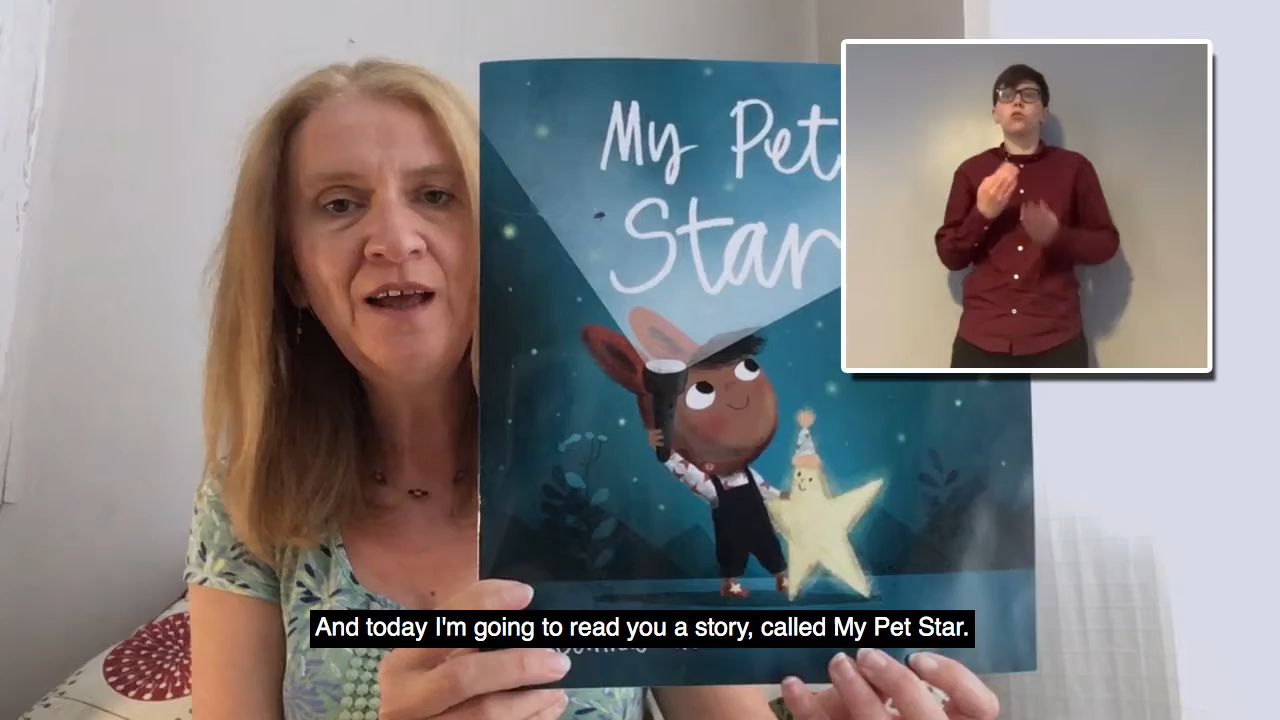 My Pet
Star
And today I'm going to read you a story, called My Pet Star.